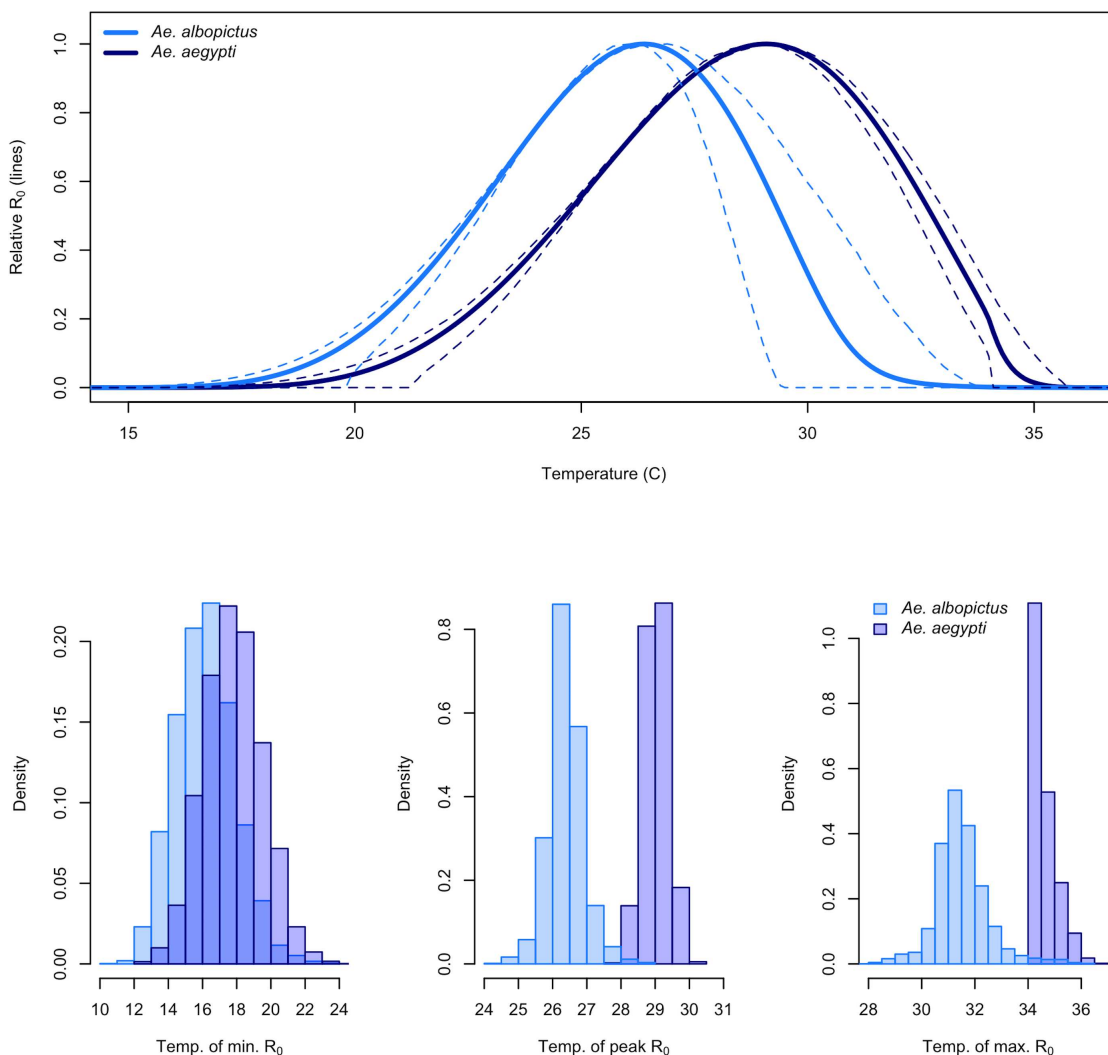 Ae. albopictus
Ae. aegypti
Relative R0 (lines)
1.0
0.8
0.6
0.4
0.2
0.0
15 20 25 30 35
Temperature (C)
Density
0.20
0.15
0.10
0.05
0.00
10 12 14 16 18 20 22 24
Temp. of min. R0
Density
0.8
0.6
0.4
0.2
0.0
24 25 26 27 28 29 30 31
Temp. of peak R0
Ae. albopictus
Ae. aegypti
Density
1.0
0.8
0.6
0.4
0.2
0.0
28 30 32 34 36
Temp. of max. R0